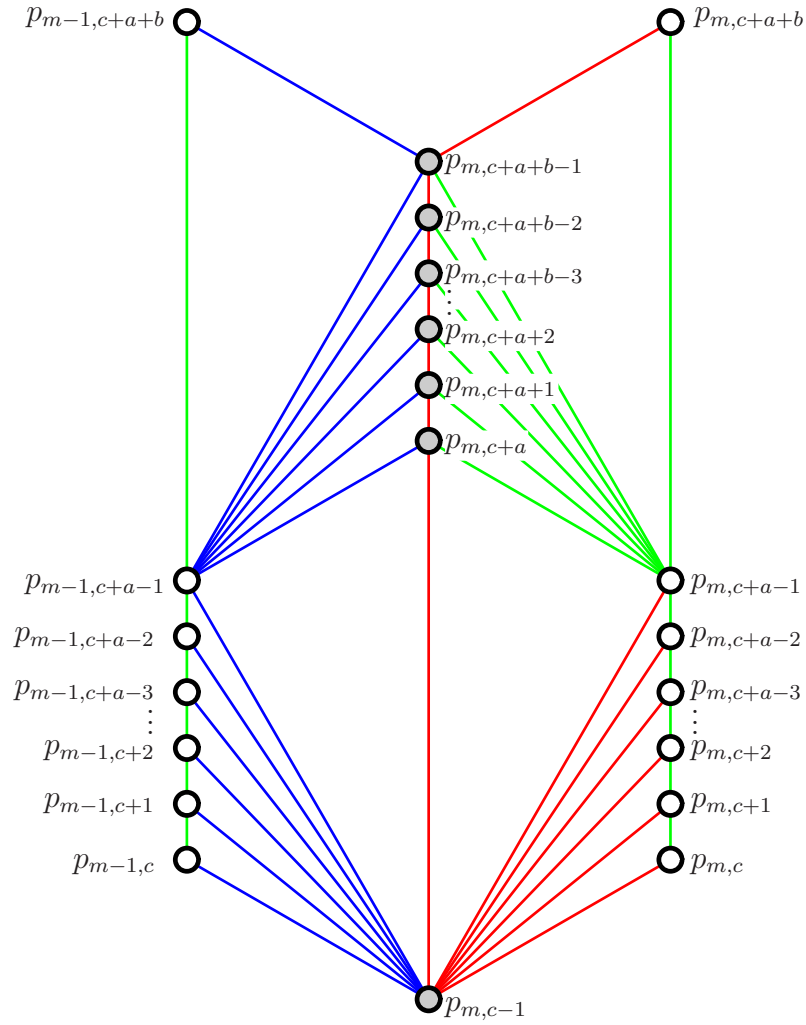 p_{m−1,c+a+b}
p_{m,c+a+b}
p_{m,c+a+b−1}
p_{m,c+a+b−2}
p_{m,c+a+b−3}
⋮
p_{m,c+a+2}
p_{m,c+a+1}
p_{m,c+a}
p_{m−1,c+a−1}
p_{m,c+a−1}
p_{m−1,c+a−2}
p_{m,c+a−2}
p_{m−1,c+a−3}
p_{m,c+a−3}
⋮
⋮
p_{m−1,c+2}
p_{m,c+2}
p_{m−1,c+1}
p_{m,c+1}
p_{m−1,c}
p_{m,c}
p_{m,c−1}